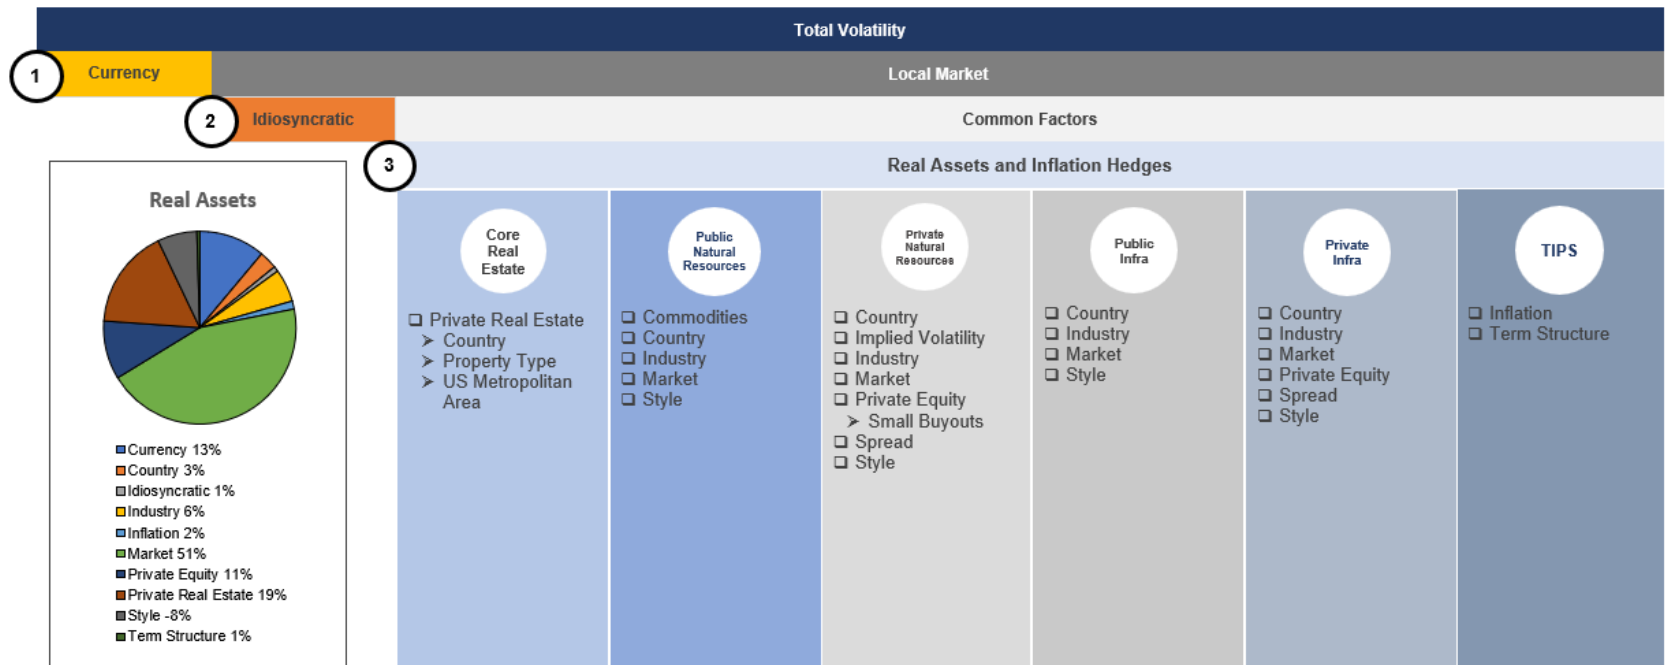 Total Volatility
1
Currency
Local Market
2
Idiosyncratic
Common Factors
3
Real Assets and Inflation Hedges
Real Assets
Currency 13%
Country 3%
Idiosyncratic 1%
Industry 6%
Inflation 2%
Market 51%
Private Equity 11%
Private Real Estate 19%
Style -8%
Term Structure 1%
Core
Real
Estate
Private Real Estate
Country
Property Type
US Metropolitan
Area
Public
Natural
Resources
Commodities
Country
Industry
Market
Style
Private
Natural
Resources
Country
Implied Volatility
Industry
Market
Private Equity
Small Buyouts
Spread
Style
Public
Infra
Country
Industry
Market
Style
Private
Infra
Country
Industry
Market
Private Equity
Spread
Style
TIPS
Inflation
Term Structure